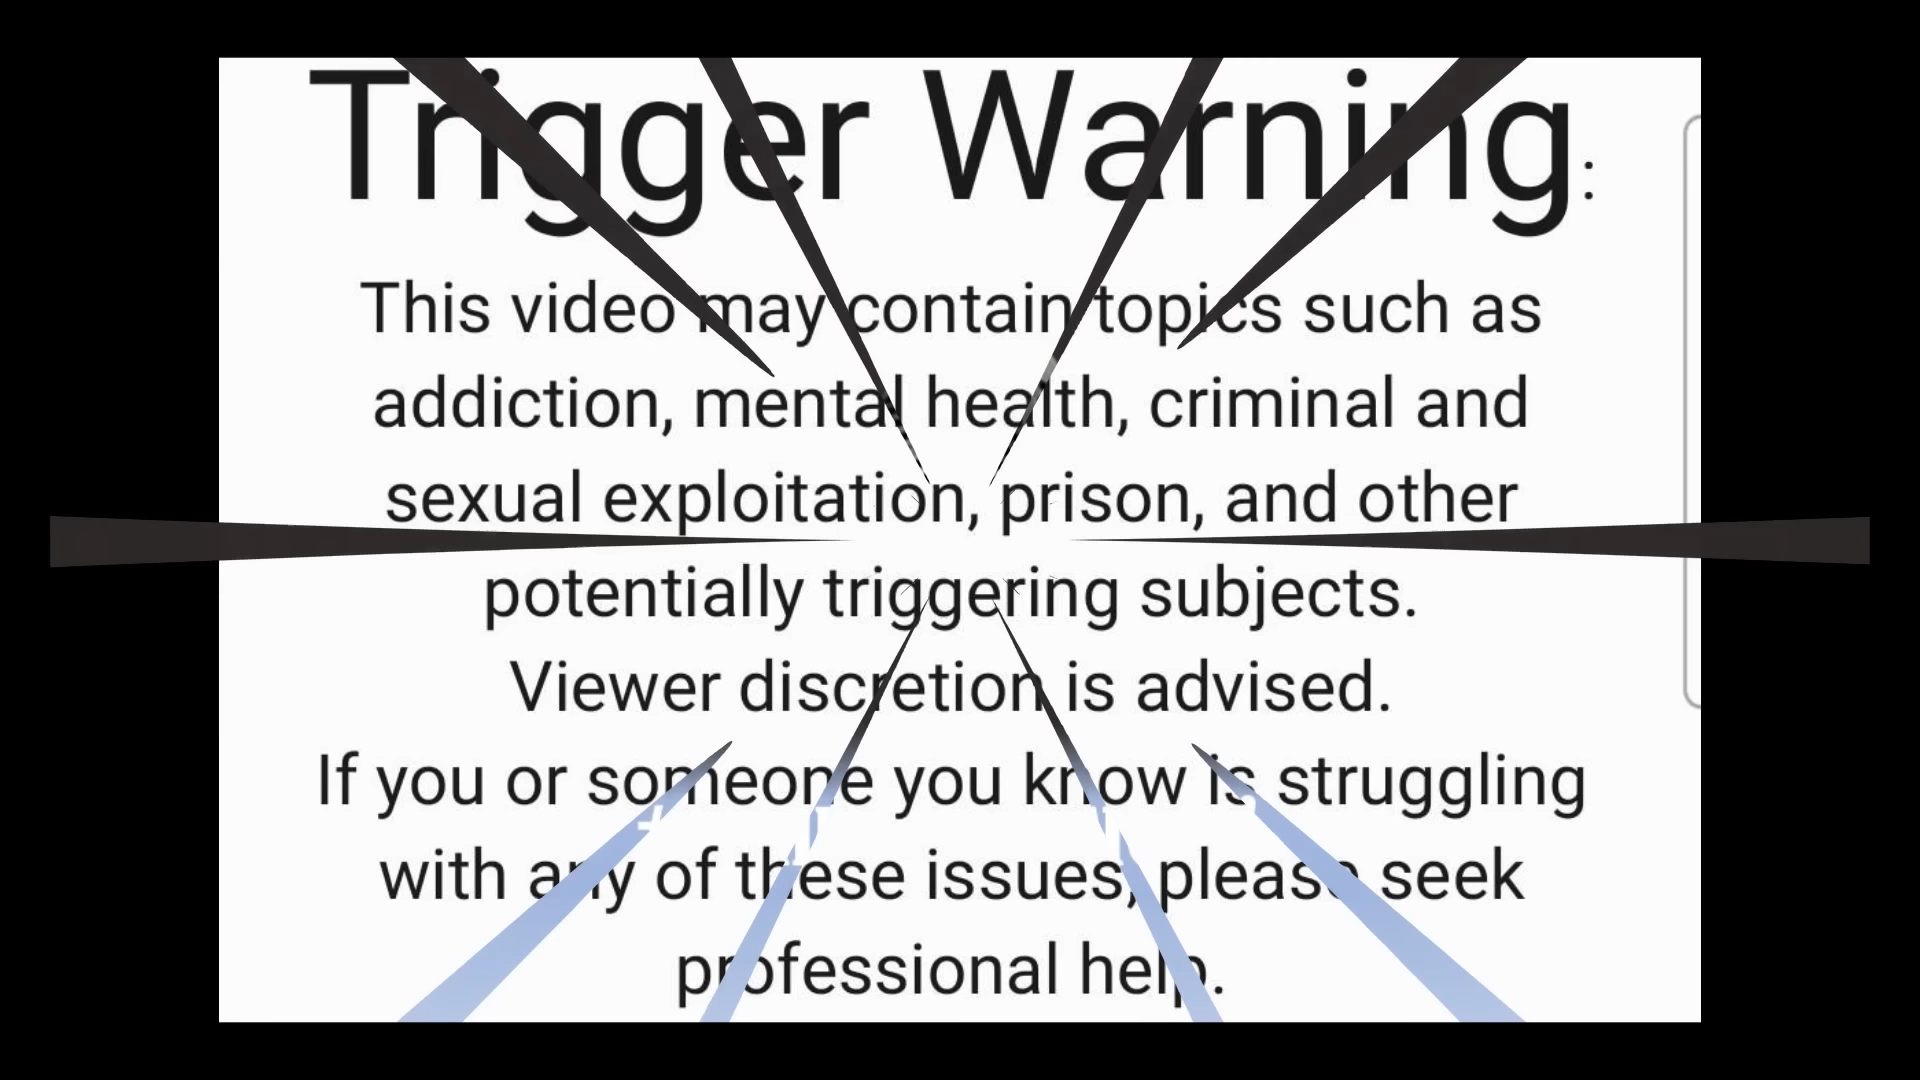 Trigger Warning:
This video may contain topics such as
addiction, mental health, criminal and
sexual exploitation, prison, and other
potentially triggering subjects.
Viewer discretion is advised.
If you or someone you know is struggling
with any of these issues, please seek
professional help.